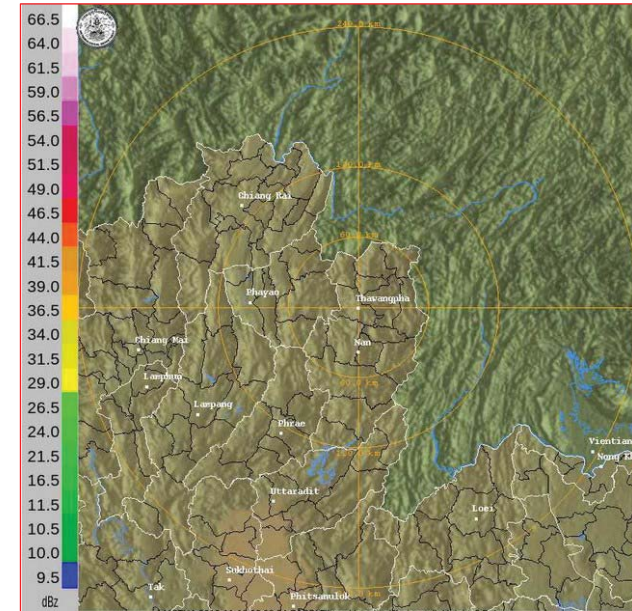 66.5
64.0
61.5
59.0
56.5
54.0
51.5
49.0
46.5
44.0
41.5
39.0
36.5
34.0
31.5
29.0
26.5
24.0
21.5
11.5
10.5
10.0
9.5
dBz
Chiang Rai
Phayao
Thavangpha
Chiang Mai
Nan
Lamphun
Lampang
Phrae
Vientian
Nong Kh
Uttaradit
Loei
Sukhothai
Tak
Phitsanulok